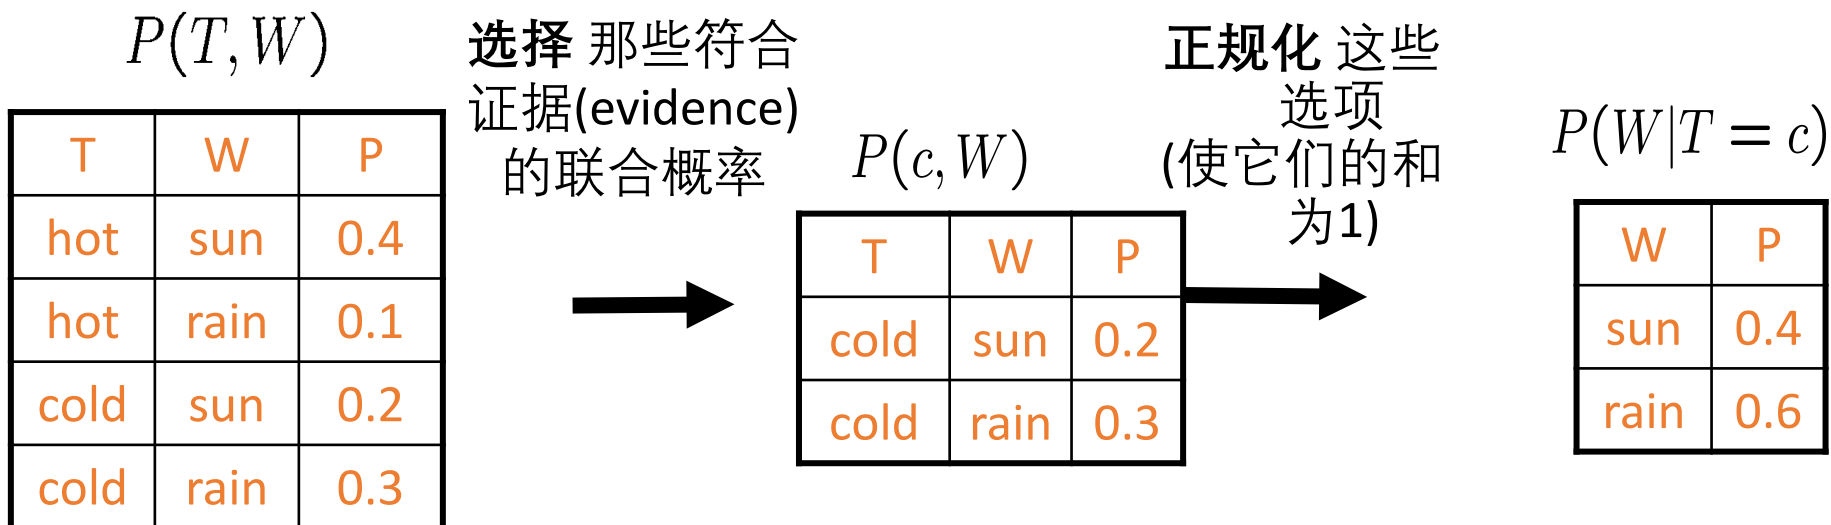 P(T,W)
T W P
hot sun 0.4
hot rain 0.1
cold sun 0.2
cold rain 0.3
选择 那些符合
证据(evidence)
的联合概率
P(c,W)
T W P
cold sun 0.2
cold rain 0.3
正规化 这些
选项
(使它们的和
为1)
P(W|T = c)
W P
sun 0.4
rain 0.6